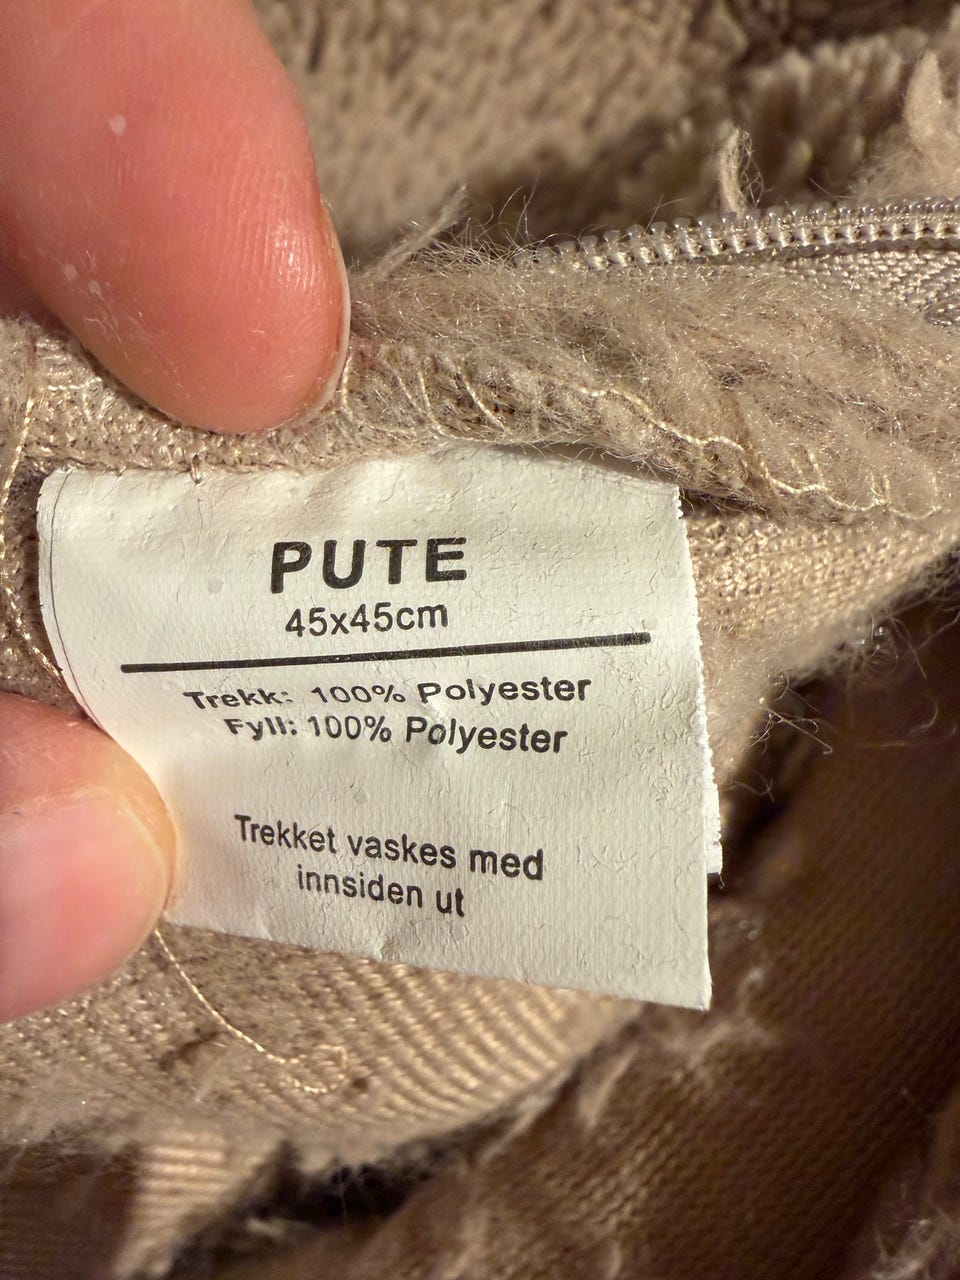 PUTE
45x45cm
Trekk: 100% Polyester
Fyll: 100% Polyester
Trekket vaskes med
innsiden ut